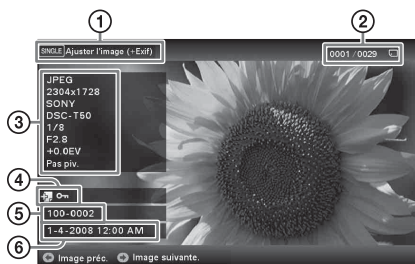 1
2
SINGLE Ajuster l'image (+Exif)
0001 /0029
3
JPEG
2304x1728
SONY
DSC-T50
1/8
F2.8
+0.0EV
Pas piv.
4
5
100-0002
6
1-4-2008 12:00 AM
Image préc. Image suivante.